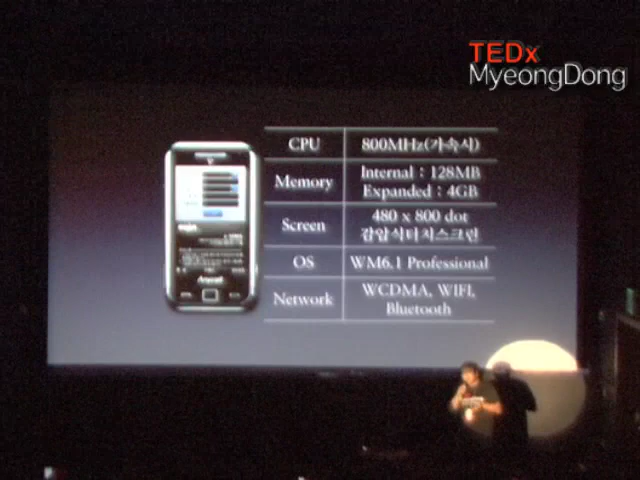 TEDx
MyeongDong
CPU 800MHz(가속시)
Memory Internal : 128MB
Expanded : 4GB
Screen 480 x 800 dot
감압식터치스크린
OS WM6.1 Professional
Network WCDMA, WIFI,
Bluetooth
Anycall